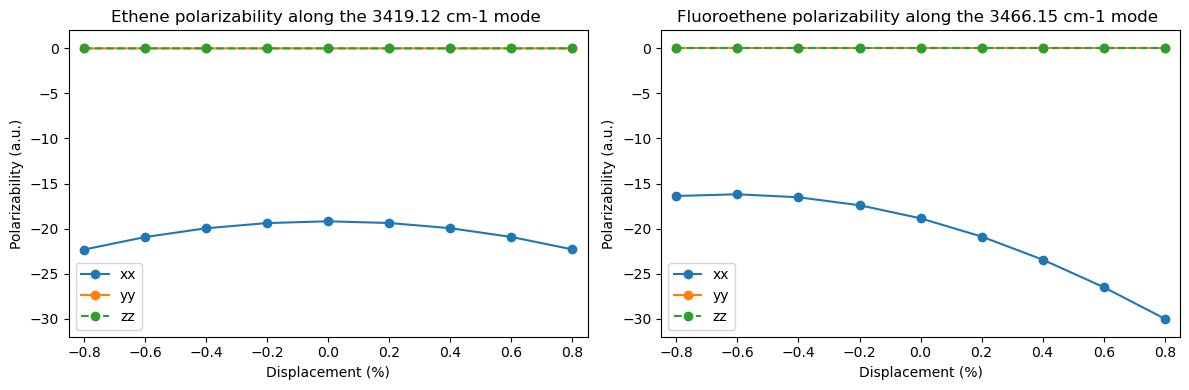 Ethene polarizability along the 3419.12 cm-1 mode
0
−5
−10
−15
−20
−25
−30
Polarizability (a.u.)
xx
yy
zz
−0.8 −0.6 −0.4 −0.2 0.0 0.2 0.4 0.6 0.8
Displacement (%)
Fluoroethene polarizability along the 3466.15 cm-1 mode
0
−5
−10
−15
−20
−25
−30
Polarizability (a.u.)
xx
yy
zz
−0.8 −0.6 −0.4 −0.2 0.0 0.2 0.4 0.6 0.8
Displacement (%)